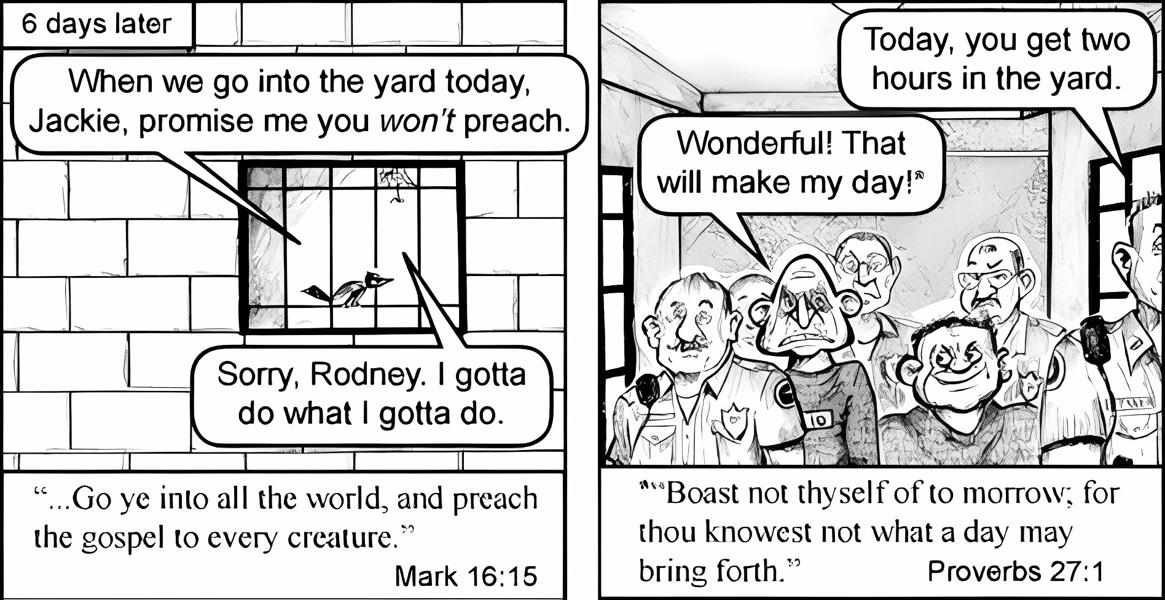 6 days later
When we go into the yard today,
Jackie, promise me you won't preach.
Sorry, Rodney. I gotta
do what I gotta do.
“...Go ye into all the world, and preach
the gospel to every creature.”
Mark 16:15
Today, you get two
hours in the yard.
Wonderful! That
will make my day!*
10
*“Boast not thyself of to morrow; for
thou knowest not what a day may
bring forth.”
Proverbs 27:1